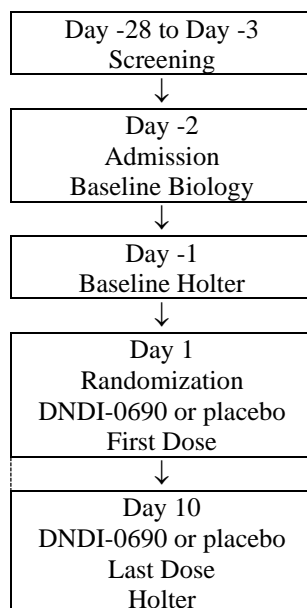 Day -28 to Day -3
Screening
↓
Day -2
Admission
Baseline Biology
↓
Day -1
Baseline Holter
↓
Day 1
Randomization
DNDI-0690 or placebo
First Dose
↓
Day 10
DNDI-0690 or placebo
Last Dose
Holter